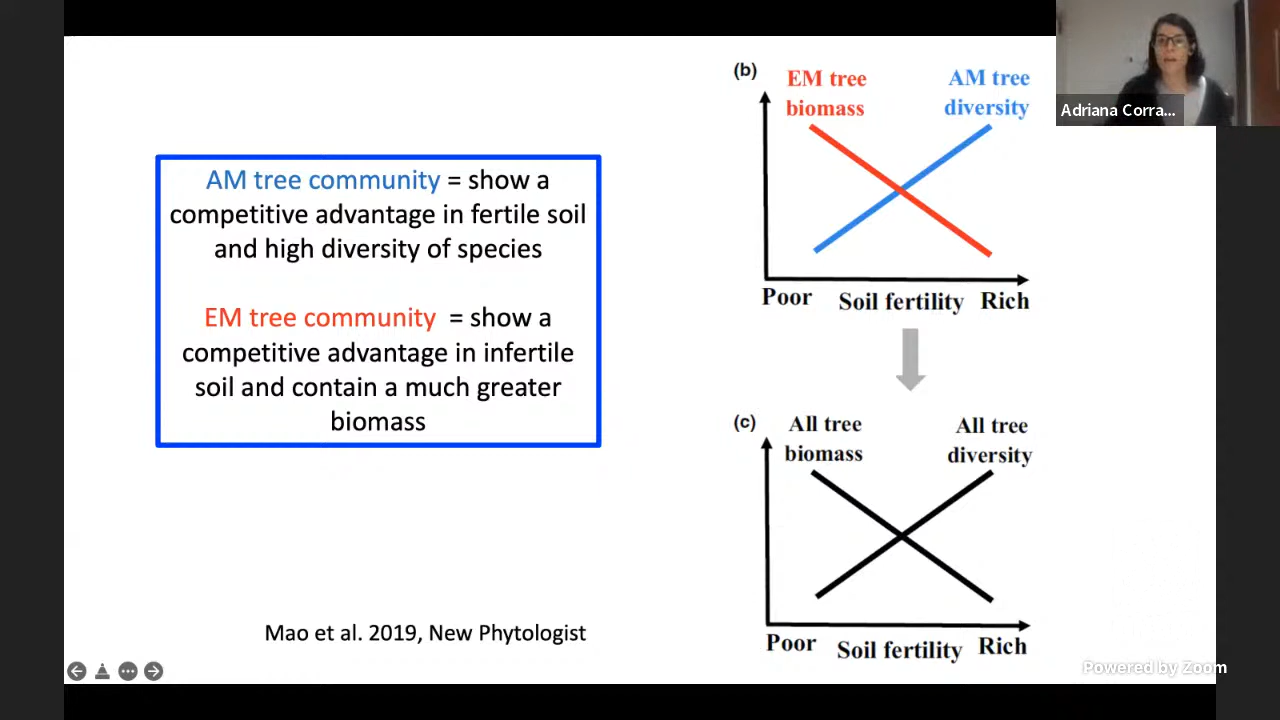 AM tree community = show a
competitive advantage in fertile soil
and high diversity of species
EM tree community = show a
competitive advantage in infertile
soil and contain a much greater
biomass
Mao et al. 2019, New Phytologist
(b)
EM tree
biomass
AM tree
diversity
Poor Soil fertility Rich
(c)
All tree
biomass
All tree
diversity
Poor Soil fertility Rich
Adriana Corra...
Powered by Zoom